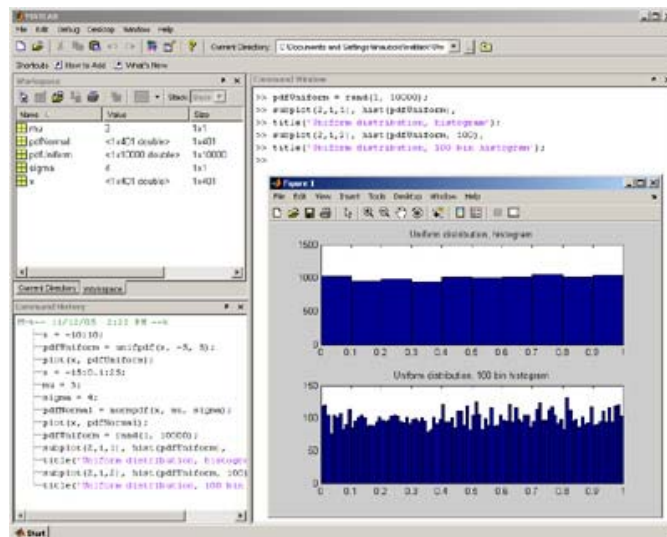 MATLAB
File Edit Debug Desktop Window Help
Current Directory: C:\Documents and Settings\
Shortcuts How to Add What's New
Workspace
Stack:
Name Value Size
mu 3 1x1
pdfNormal <1x401 double> 1x401
pdfUniform <1x10000 double> 1x10000
sigma 4 1x1
x <1x401 double> 1x401
Current Directory Workspace
Command History
x = -10:10;
pdfUniform = unifpdf(x, -5, 5);
plot(x, pdfUniform);
x = -15:0.1:25;
mu = 3;
sigma = 4;
pdfNormal = normpdf(x, mu, sigma);
plot(x, pdfNormal);
pdfUniform = rand(1, 10000);
subplot(2,1,1), hist(pdfUniform),
title('Uniform distribution, histogra
subplot(2,1,2), hist(pdfUniform, 100)
title('Uniform distribution, 100 bin
Start
Command Window
>> pdfUniform = rand(1, 10000);
>> subplot(2,1,1), hist(pdfUniform),
>> title('Uniform distribution, histogram');
>> subplot(2,1,2), hist(pdfUniform, 100),
>> title('Uniform distribution, 100 bin histogram');
>>
Figure 1
File Edit View Insert Tools Desktop Window Help
Uniform distribution, histogram
1500
1000
500
0
0 0.1 0.2 0.3 0.4 0.5 0.6 0.7 0.8 0.9 1
Uniform distribution, 100 bin histogram
150
100
50
0
0 0.1 0.2 0.3 0.4 0.5 0.6 0.7 0.8 0.9 1